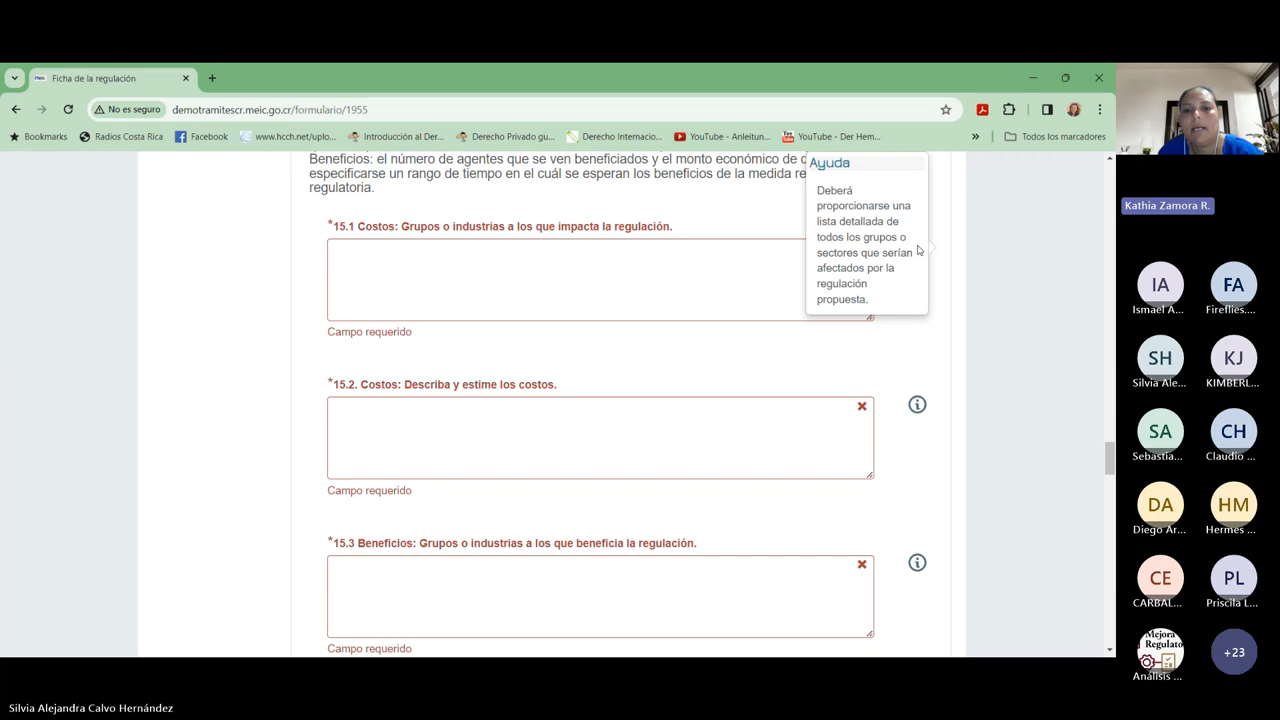 Ficha de la regulación
No es seguro
demotramitescr.meic.go.cr/formulario/1955
Bookmarks
Radios Costa Rica
Facebook
www.hcch.net/uplo...
Introducción al Der...
Derecho Privado gu...
Derecho Internacio...
YouTube - Anleitun...
YouTube - Der Hem...
»
Todos los marcadores
Beneficios: el número de agentes que se ven beneficiados y el monto económico de
especificarse un rango de tiempo en el cuál se esperan los beneficios de la medida
regulatoria.
Ayuda
Deberá
proporcionarse una
lista detallada de
todos los grupos o
sectores que serían
afectados por la
regulación
propuesta.
*15.1 Costos: Grupos o industrias a los que impacta la regulación.
Campo requerido
*15.2. Costos: Describa y estime los costos.
Campo requerido
*15.3 Beneficios: Grupos o industrias a los que beneficia la regulación.
Campo requerido
Kathia Zamora R.
IA
Ismael A...
FA
Fireflies....
SH
Silvia Ale...
KJ
KIMBERL...
SA
Sebastia...
CH
Claudio ...
DA
Diego Ar...
HM
Hermes ...
CE
CARBAL...
PL
Priscila L...
Mejora
Regulato
Análisis ...
+23
Silvia Alejandra Calvo Hernández